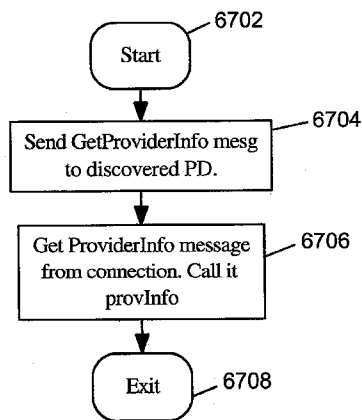 6702
Start
6704
Send GetProviderInfo mesg
to discovered PD.
6706
Get ProviderInfo message
from connection. Call it
provInfo
Exit
6708